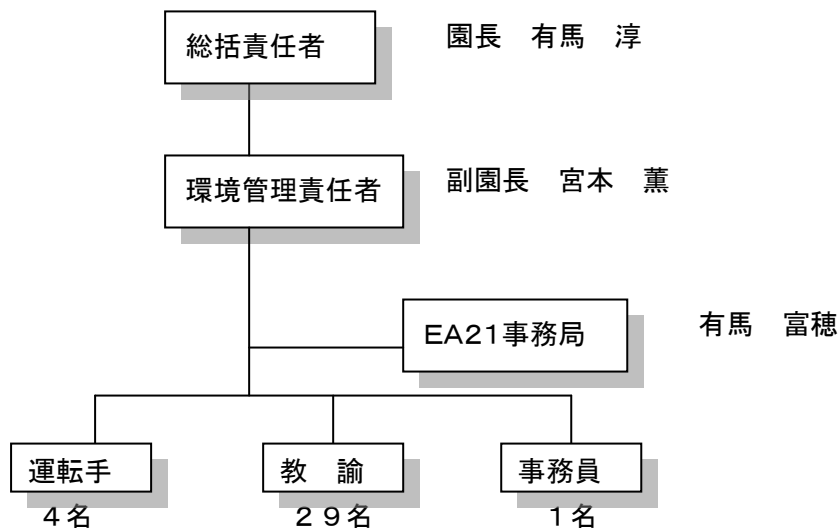 総括責任者　園長　有馬　淳
環境管理責任者　副園長　宮本　薫
EA21事務局　有馬　富穂
運転手　教　諭　事務員
４名　２９名　１名